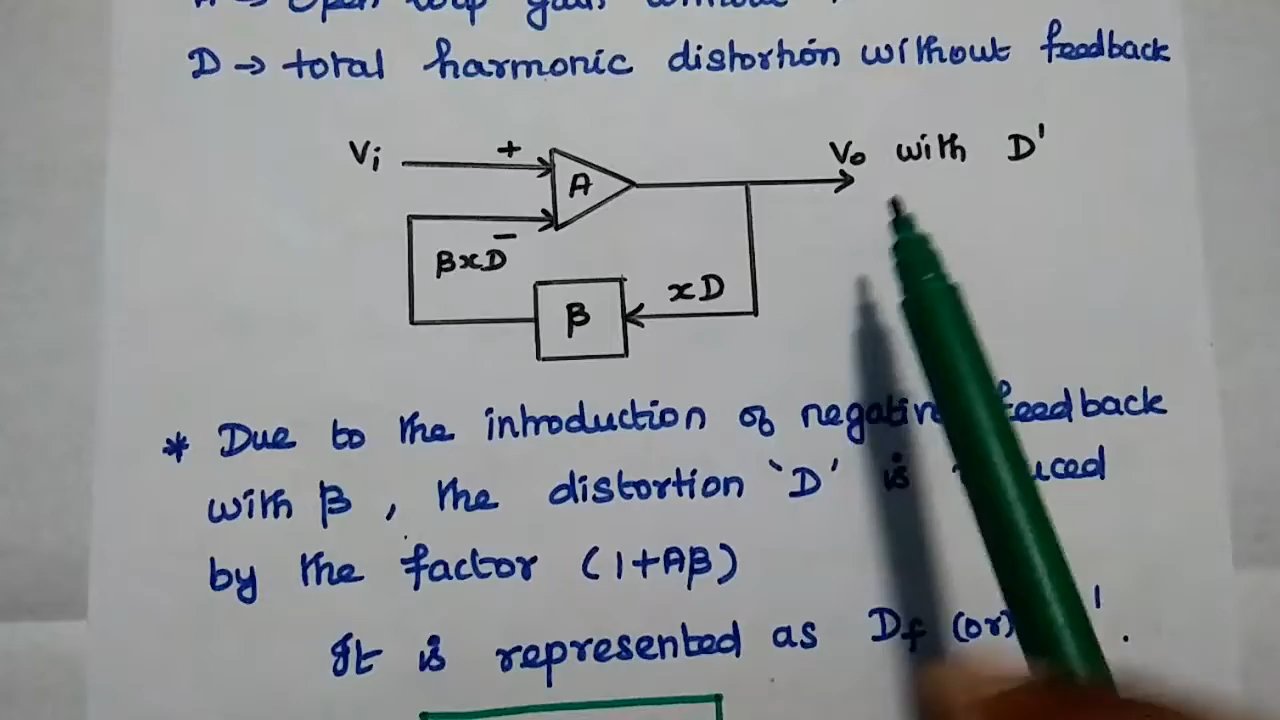 D → total harmonic distortion without feedback
Vi + A Vo with D'
βxD − xD
β
* Due to the introduction of negative feedback
with β, the distortion 'D' is reduced
by the factor (1+Aβ)
It is represented as Df (or) '.